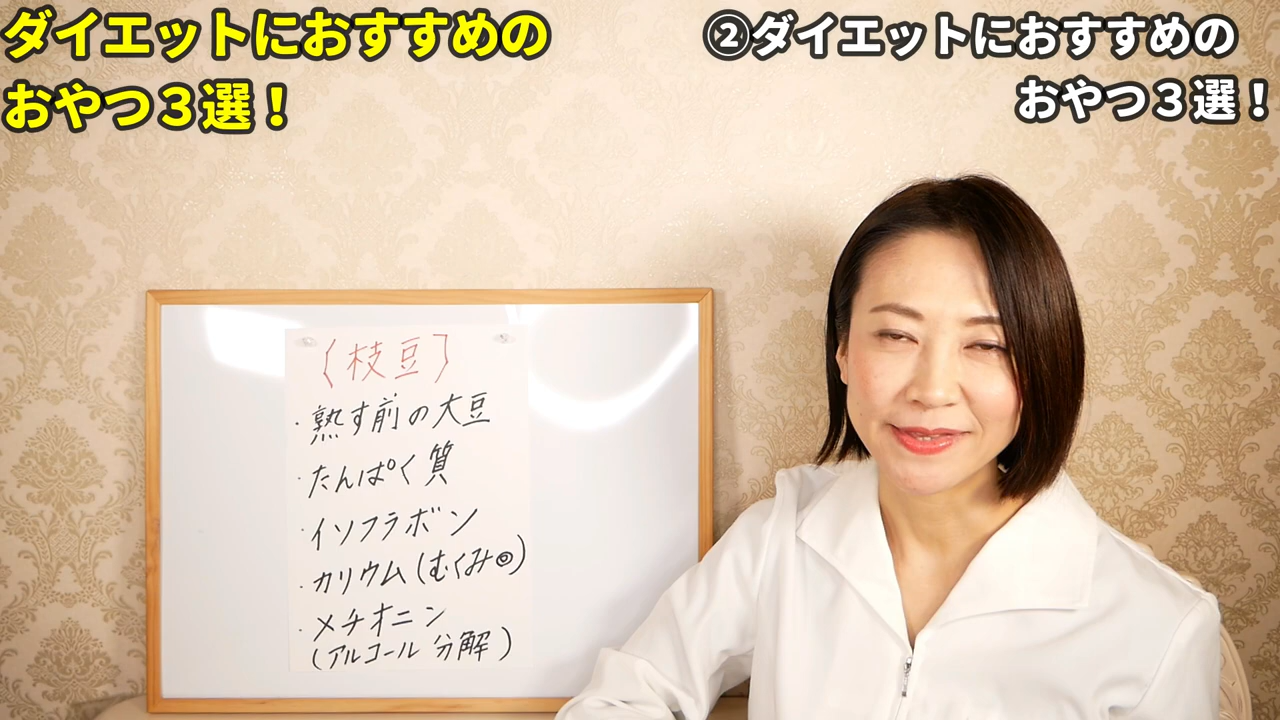 ダイエットにおすすめの
おやつ３選！
②ダイエットにおすすめの
おやつ３選！
〔枝豆〕
・熟す前の大豆
・たんぱく質
・イソフラボン
・カリウム(むくみ◎)
・メチオニン
(アルコール分解)